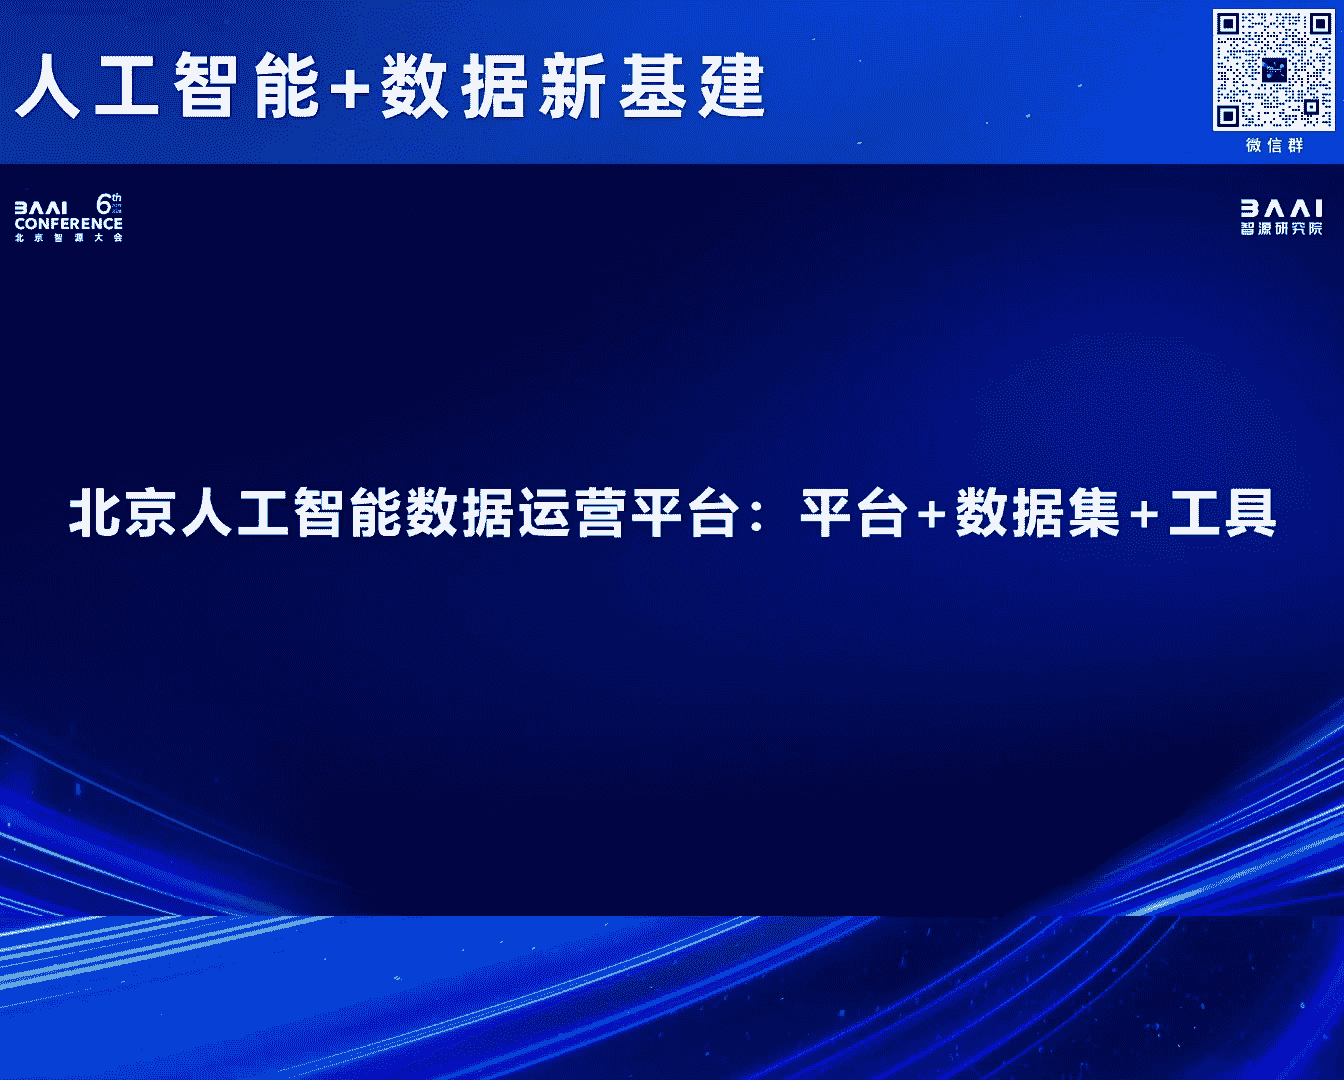 人工智能+数据新基建
微信群
BAAI 6th
CONFERENCE
北京智源大会
BAAI
智源研究院
北京人工智能数据运营平台：平台+数据集+工具